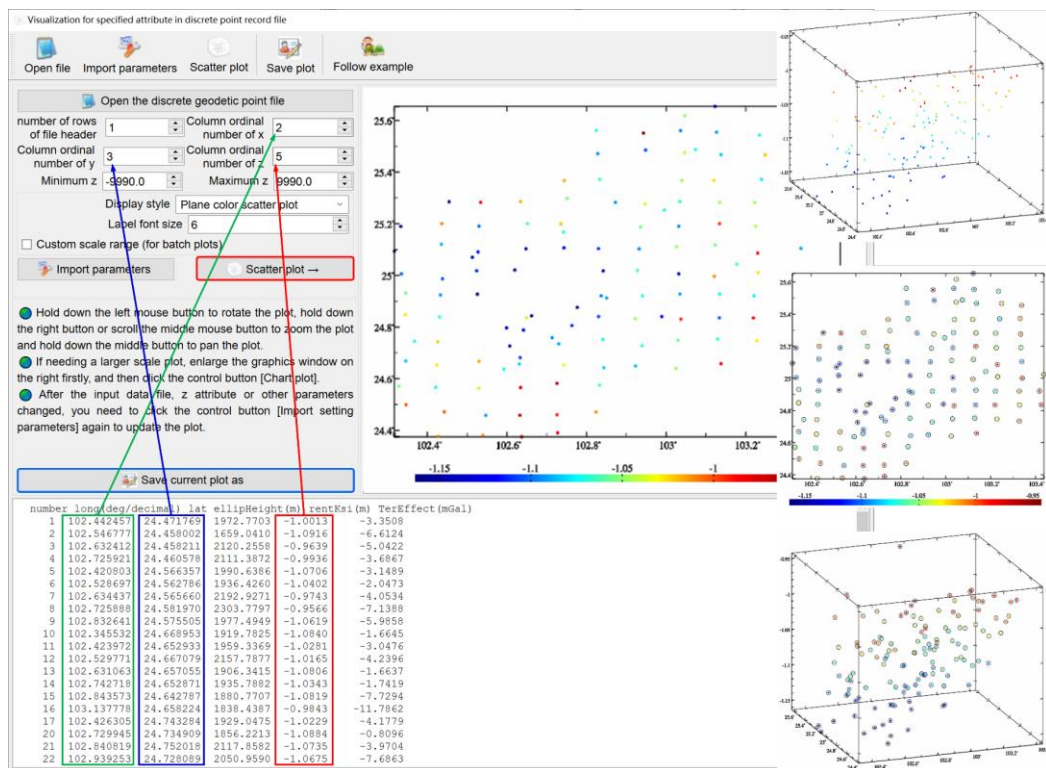 Visualization for specified attribute in discrete point record file
Open file Import parameters Scatter plot Save plot Follow example
Open the discrete geodetic point file
number of rows of file header 1 Column ordinal number of x 2
Column ordinal number of y 3 Column ordinal number of z 5
Minimum z -9990.0 Maximum z 9990.0
Display style Plane color scatter plot
Label font size 6
Custom scale range (for batch plots)
Import parameters Scatter plot →
Hold down the left mouse button to rotate the plot, hold down
the right button or scroll the middle mouse button to zoom the plot
and hold down the middle button to pan the plot.
If needing a larger scale plot, enlarge the graphics window on
the right firstly, and then click the control button [Chart plot].
After the input data file, z attribute or other parameters
changed, you need to click the control button [Import setting
parameters] again to update the plot.
Save current plot as
25.6
25.4
25.2
25
24.8
24.6
24.4
102.4 102.6 102.8 103 103.2
-1.15 -1.1 -1.05 -1
number long(deg/decimal) lat ellipHeight(m) rentKsi(m) TerEffect(mGal)
1 102.442457 24.471769 1972.7703 -1.0013 -3.3508
2 102.546777 24.458002 1659.0410 -1.0916 -6.6124
3 102.632412 24.458211 2120.2558 -0.9639 -5.0422
4 102.725921 24.460578 2111.3872 -0.9936 -3.6867
5 102.420803 24.566357 1990.6386 -1.0706 -3.1489
6 102.528697 24.562786 1936.4260 -1.0402 -2.0473
7 102.634437 24.565660 2192.9271 -0.9743 -4.0534
8 102.725888 24.581970 2303.7797 -0.9566 -7.1388
9 102.832641 24.575505 1977.4949 -1.0619 -5.9858
10 102.345532 24.668953 1919.7825 -1.0840 -1.6645
11 102.423972 24.652933 1959.3369 -1.0281 -3.0476
12 102.529771 24.667079 2157.7877 -1.0165 -4.2396
13 102.631063 24.657055 1906.3415 -1.0806 -1.6637
14 102.742718 24.652871 1935.7882 -1.0343 -1.7419
15 102.843573 24.642787 1880.7707 -1.0819 -7.7294
16 103.137778 24.658224 1838.4387 -0.9843 -11.7862
17 102.426305 24.743284 1929.0475 -1.0229 -4.1779
20 102.729945 24.734909 1856.2213 -1.0884 -0.8096
21 102.840819 24.752018 2117.8582 -1.0735 -3.9704
22 102.939253 24.728089 2050.9590 -1.0675 -7.6863
25.6
25.4
25.2
25
24.8
24.6
24.4
102.4 102.6 102.8 103 103.2 103.4
-1.15 -1.1 -1.05 -1 -0.95